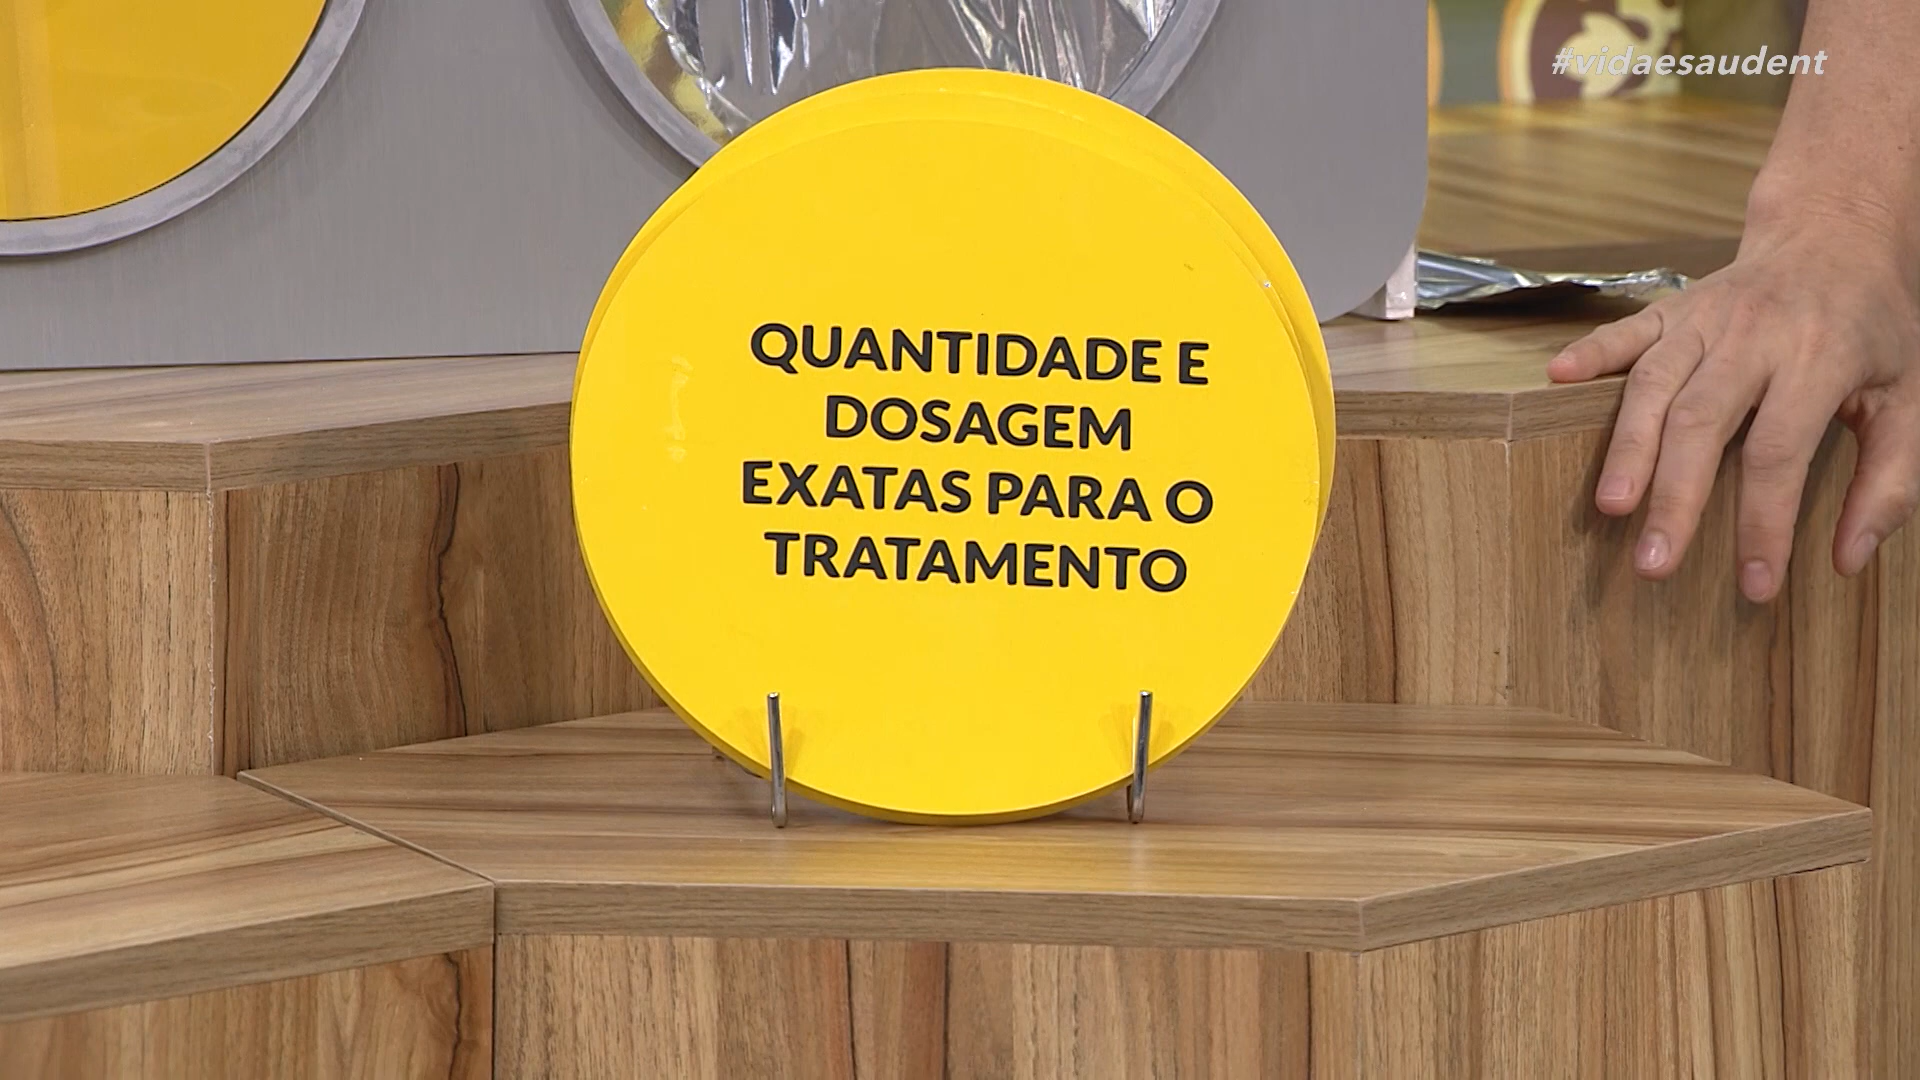 #vidaesaudent
QUANTIDADE E
DOSAGEM
EXATAS PARA O
TRATAMENTO